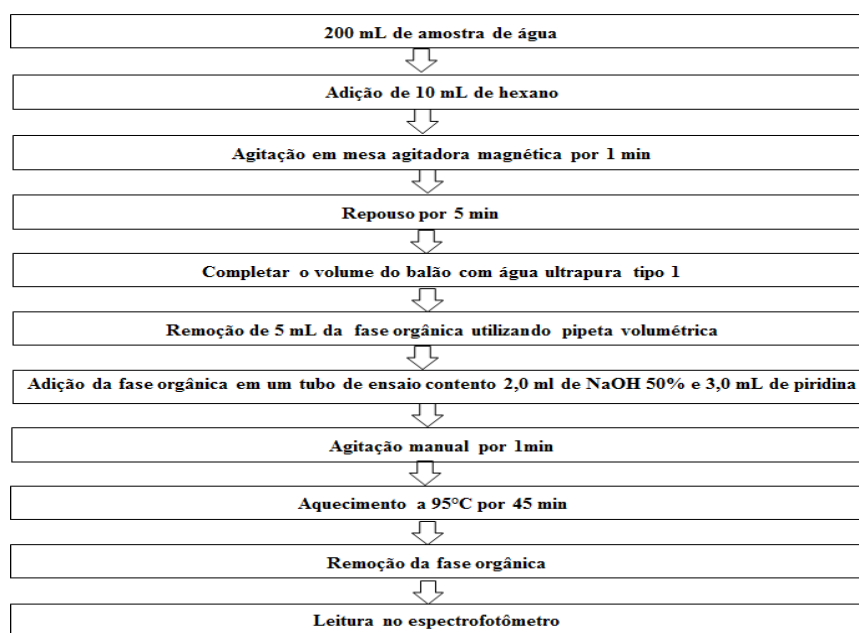 200 mL de amostra de água
Adição de 10 mL de hexano
Agitação em mesa agitadora magnética por 1 min
Repouso por 5 min
Completar o volume do balão com água ultrapura tipo 1
Remoção de 5 mL da fase orgânica utilizando pipeta volumétrica
Adição da fase orgânica em um tubo de ensaio contento 2,0 ml de NaOH 50% e 3,0 mL de piridina
Agitação manual por 1min
Aquecimento a 95°C por 45 min
Remoção da fase orgânica
Leitura no espectrofotômetro